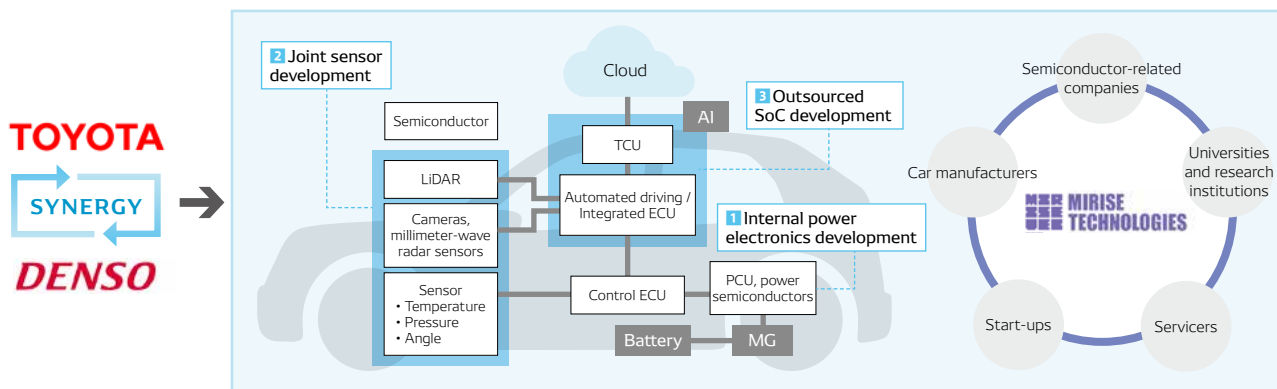 TOYOTA
SYNERGY
DENSO
2 Joint sensor
development
Semiconductor
LiDAR
Cameras,
millimeter-wave
radar sensors
Sensor
• Temperature
• Pressure
• Angle
Cloud
AI
TCU
Automated driving /
Integrated ECU
Control ECU
3 Outsourced
SoC development
1 Internal power
electronics development
PCU, power
semiconductors
Battery
MG
Semiconductor-related
companies
Car manufacturers
Universities
and research
institutions
MIRISE
TECHNOLOGIES
Start-ups
Servicers